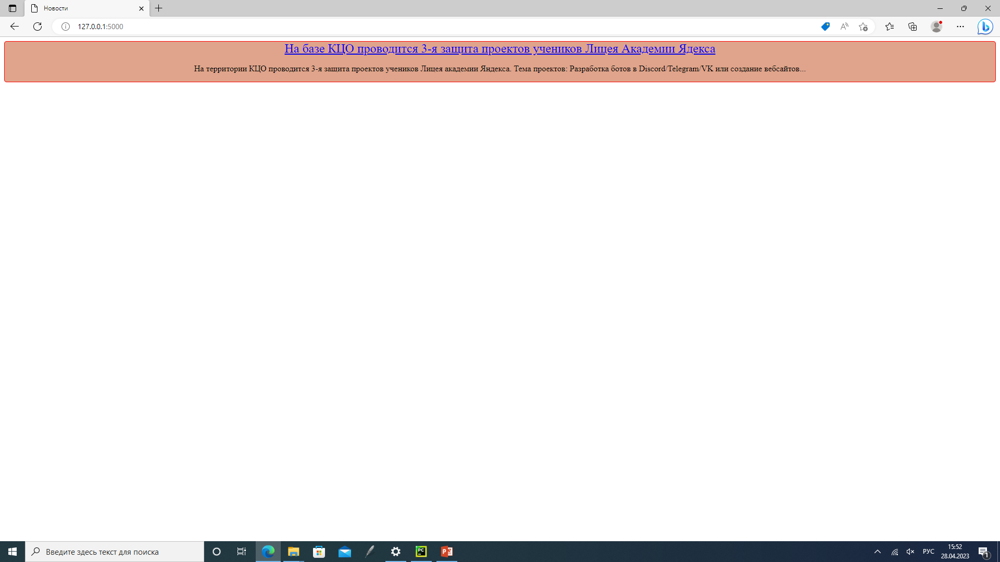 Новости
127.0.0.1:5000
На базе КЦО проводится 3-я защита проектов учеников Лицея Академии Ядекса
На территории КЦО проводится 3-я защита проектов учеников Лицея академии Яндекса. Тема проектов: Разработка ботов в Discord/Telegram/VK или создание вебсайтов...
Введите здесь текст для поиска
PC
P
РУС
15:52
28.04.2023
1